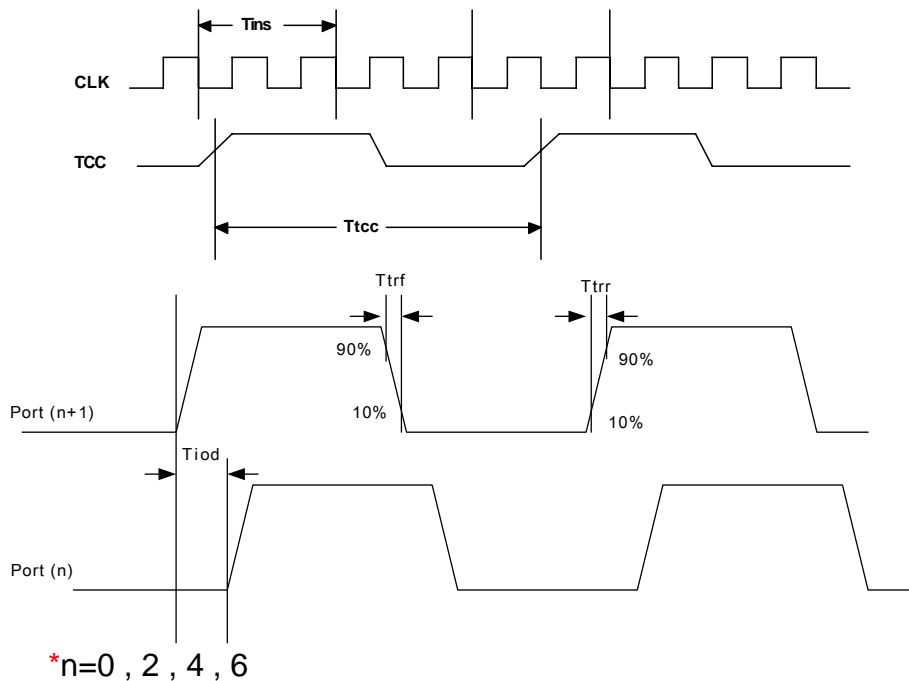 Tins
CLK
TCC
Ttcc
Ttrf
Ttrr
90%
90%
10%
10%
Port (n+1)
Tiod
Port (n)
*n=0 , 2 , 4 , 6